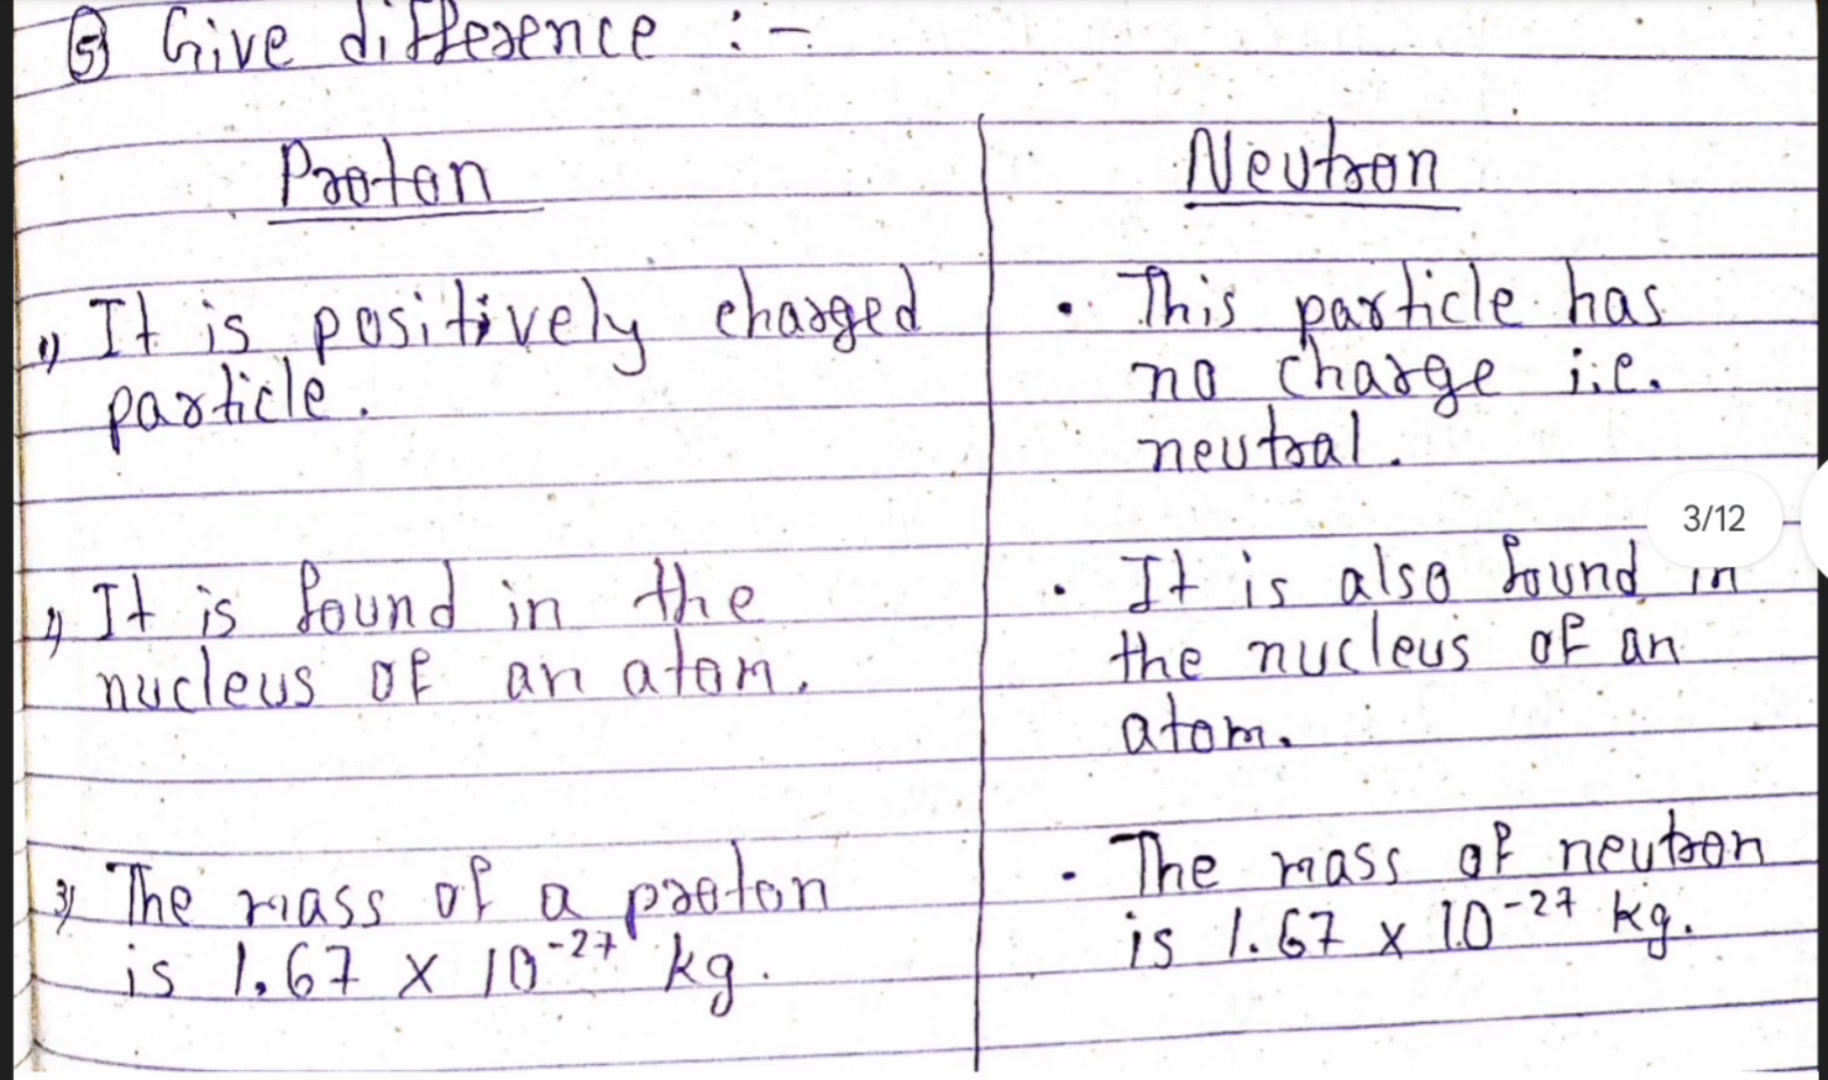 ⑤ Give difference :-
Proton
Neutron
1) It is positively charged
particle.
• This particle has
no charge i.e.
neutral.
3/12
2) It is found in the
nucleus of an atom.
• It is also found in
the nucleus of an
atom.
3) The mass of a proton
is 1.67 x 10⁻²⁷ kg.
• The mass of neutron
is 1.67 x 10⁻²⁷ kg.